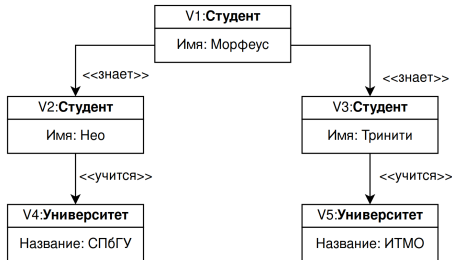 V1:Студент
Имя: Морфеус
<<знает>>
<<знает>>
V2:Студент
V3:Студент
Имя: Нео
Имя: Тринити
<<учится>>
<<учится>>
V4:Университет
V5:Университет
Название: СПбГУ
Название: ИТМО